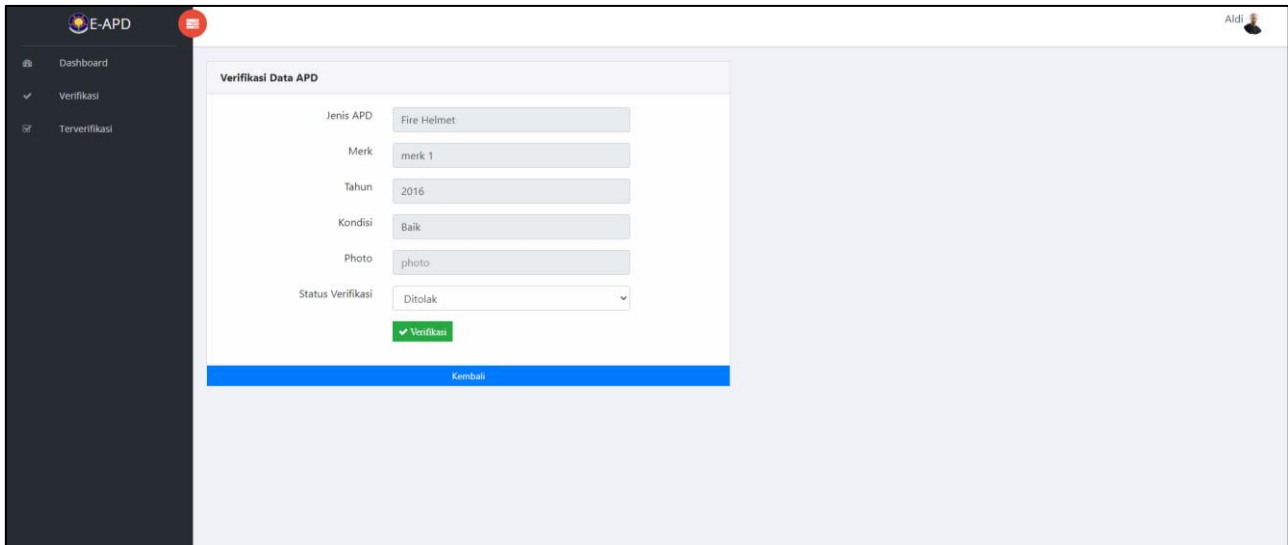 E-APD
Aldi
Dashboard
Verifikasi
Terverifikasi
Verifikasi Data APD
Jenis APD Fire Helmet
Merk merk 1
Tahun 2016
Kondisi Baik
Photo photo
Status Verifikasi Ditolak
Verifikasi
Kembali